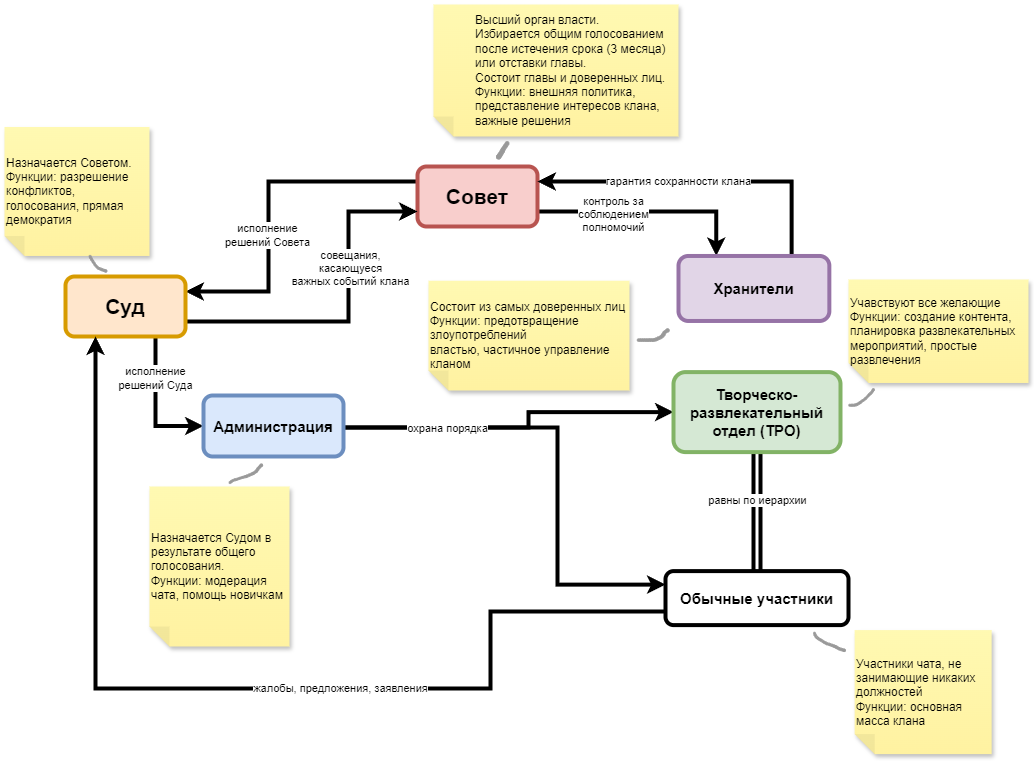 Высший орган власти.
Избирается общим голосованием
после истечения срока (3 месяца)
или отставки главы.
Состоит главы и доверенных лиц.
Функции: внешняя политика,
представление интересов клана,
важные решения
Назначается Советом.
Функции: разрешение
конфликтов,
голосования, прямая
демократия
Совет
гарантия сохранности клана
контроль за
соблюдением
полномочий
исполнение
решений Совета
совещания,
касающуеся
важных событий клана
Суд
Хранители
Состоит из самых доверенных лиц
Функции: предотвращение
злоупотреблений
властью, частичное управление
кланом
Учавствуют все желающие
Функции: создание контента,
планировка развлекательных
мероприятий, простые
развлечения
исполнение
решений Суда
Администрация
охрана порядка
Творческо-
развлекательный
отдел (ТРО)
равны по иерархии
Назначается Судом в
результате общего
голосования.
Функции: модерация
чата, помощь новичкам
Обычные участники
жалобы, предложения, заявления
Участники чата, не
занимающие никаких
должностей
Функции: основная
масса клана